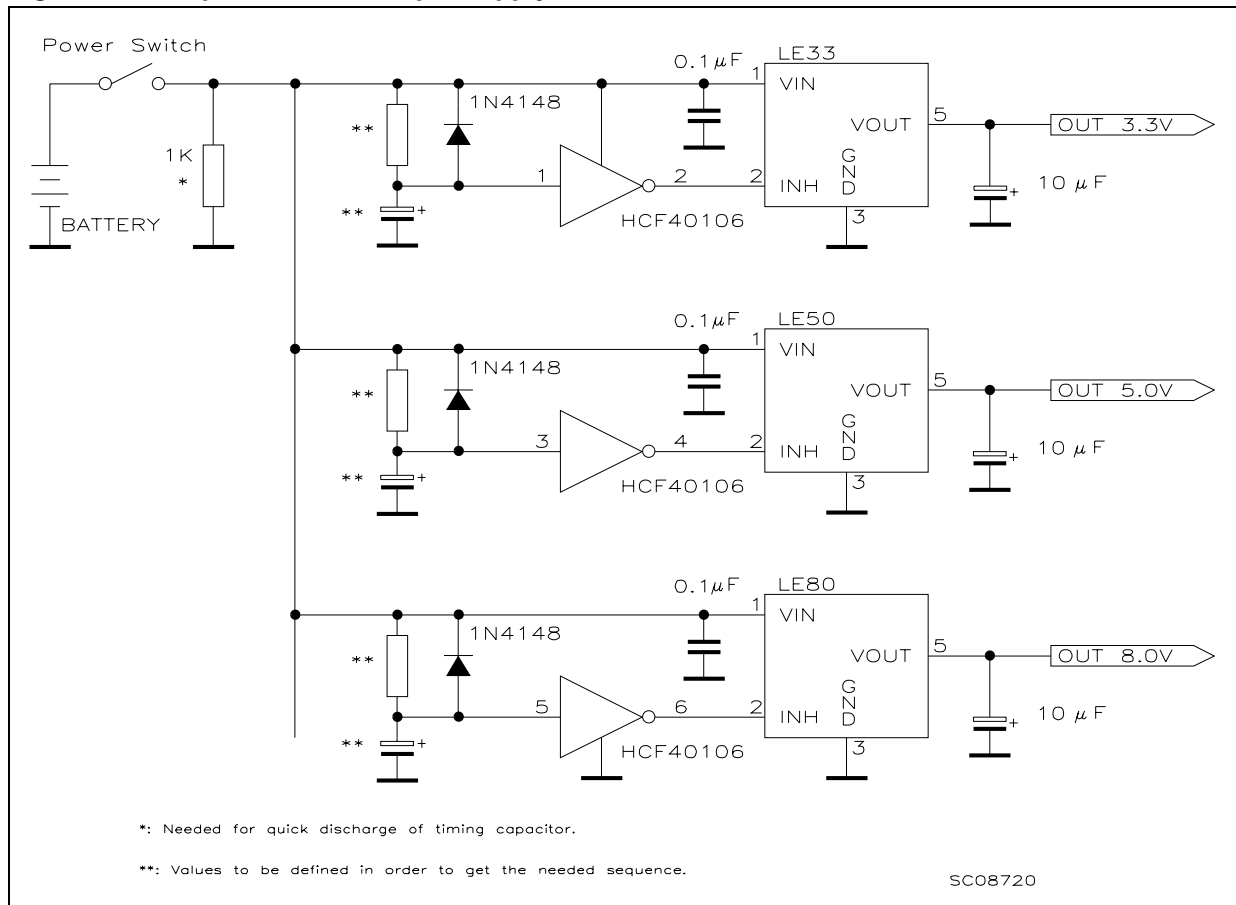 Power Switch
1K
*
BATTERY
**
**
1N4148
1
2
HCF40106
0.1μF
LE33
1
VIN
2
INH
GND
3
VOUT
5
10 μF
+
+
OUT 3.3V
**
**
+
1N4148
3
4
HCF40106
0.1μF
LE50
1
VIN
2
INH
GND
3
VOUT
5
10 μF
+
OUT 5.0V
**
**
+
1N4148
5
6
HCF40106
0.1μF
LE80
1
VIN
2
INH
GND
3
VOUT
5
10 μF
+
OUT 8.0V
*: Needed for quick discharge of timing capacitor.
**: Values to be defined in order to get the needed sequence.
SC08720